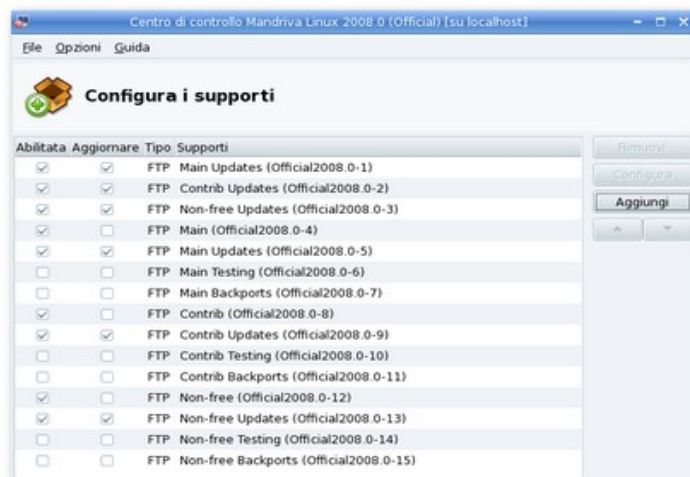 Centro di controllo Mandriva Linux 2008.0 (Official) [su localhost]
File Opzioni Guida
Configura i supporti
Abilitata Aggiornare Tipo Supporti
FTP Main Updates (Official2008.0-1)
FTP Contrib Updates (Official2008.0-2)
FTP Non-free Updates (Official2008.0-3)
FTP Main (Official2008.0-4)
FTP Main Updates (Official2008.0-5)
FTP Main Testing (Official2008.0-6)
FTP Main Backports (Official2008.0-7)
FTP Contrib (Official2008.0-8)
FTP Contrib Updates (Official2008.0-9)
FTP Contrib Testing (Official2008.0-10)
FTP Contrib Backports (Official2008.0-11)
FTP Non-free (Official2008.0-12)
FTP Non-free Updates (Official2008.0-13)
FTP Non-free Testing (Official2008.0-14)
FTP Non-free Backports (Official2008.0-15)
Rimuovi
Configura
Aggiungi